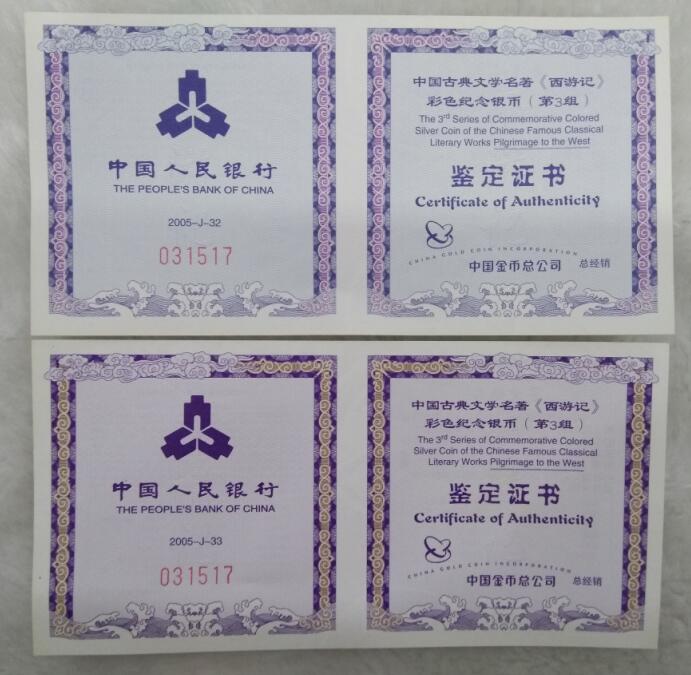 中国人民银行
THE PEOPLE'S BANK OF CHINA
2005-J-32
031517
中国古典文学名著《西游记》
彩色纪念银币（第3组）
The 3rd Series of Commemorative Colored
Silver Coin of the Chinese Famous Classical
Literary Works Pilgrimage to the West
鉴定证书
Certificate of Authenticity
CHINA GOLD COIN INCORPORATION
中国金币总公司 总经销
中国人民银行
THE PEOPLE'S BANK OF CHINA
2005-J-33
031517
中国古典文学名著《西游记》
彩色纪念银币（第3组）
The 3rd Series of Commemorative Colored
Silver Coin of the Chinese Famous Classical
Literary Works Pilgrimage to the West
鉴定证书
Certificate of Authenticity
CHINA GOLD COIN INCORPORATION
中国金币总公司 总经销